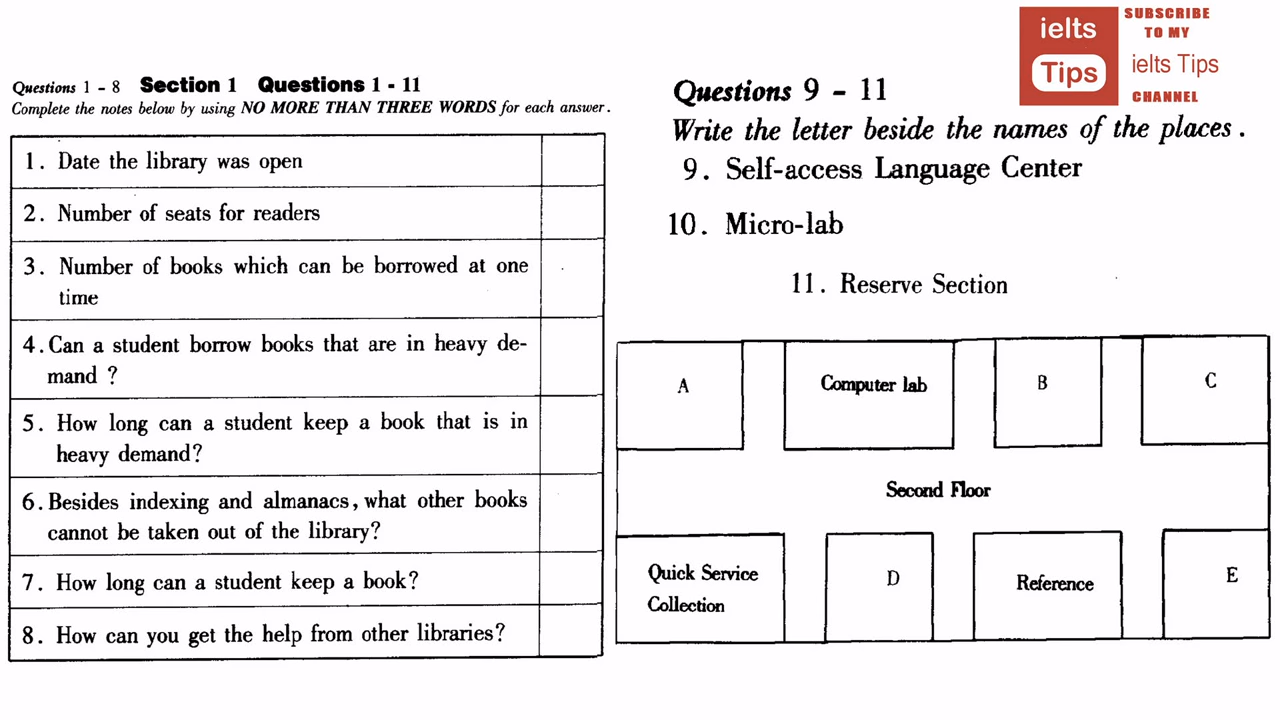 Questions 1 - 8 Section 1 Questions 1 - 11
Complete the notes below by using NO MORE THAN THREE WORDS for each answer.
1. Date the library was open
2. Number of seats for readers
3. Number of books which can be borrowed at one
time
4. Can a student borrow books that are in heavy de-
mand ?
5. How long can a student keep a book that is in
heavy demand?
6. Besides indexing and almanacs, what other books
cannot be taken out of the library?
7. How long can a student keep a book?
8. How can you get the help from other libraries?
ielts
Tips
SUBSCRIBE
TO MY
ielts Tips
CHANNEL
Questions 9 - 11
Write the letter beside the names of the places.
9. Self-access Language Center
10. Micro-lab
11. Reserve Section
A
Computer lab
B
C
Second Floor
Quick Service
Collection
D
Reference
E